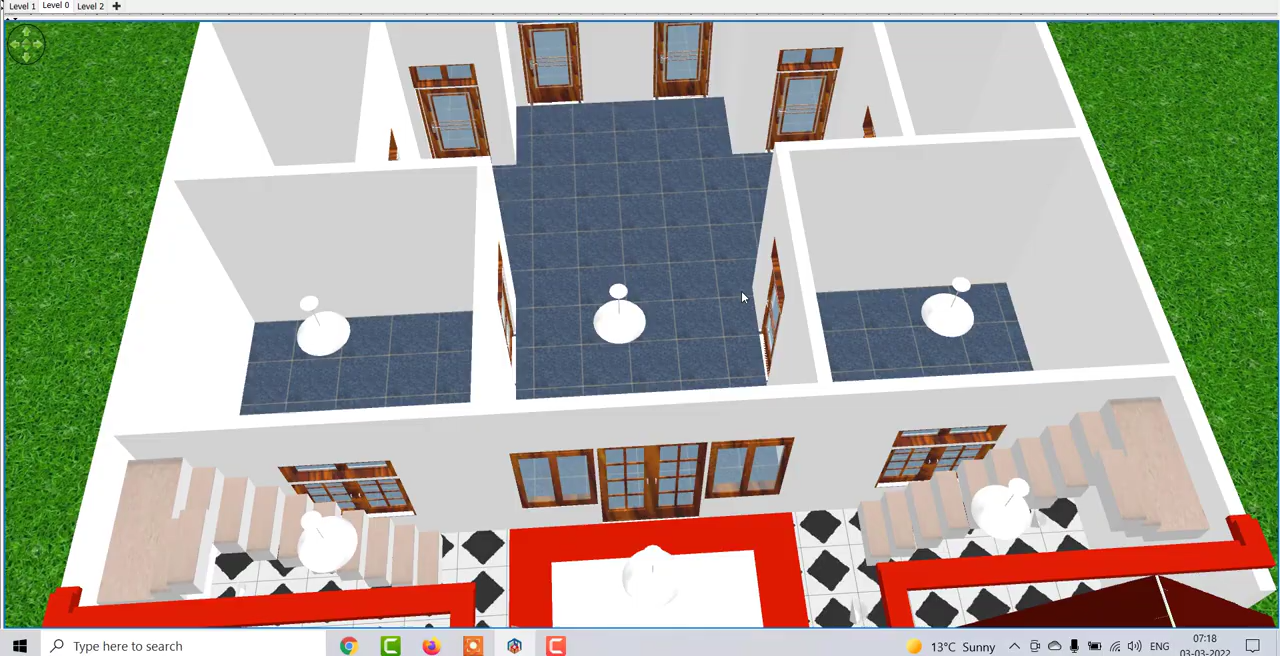 Level 1 Level 0 Level 2
Type here to search
13°C Sunny
ENG
07:18
03-03-2022